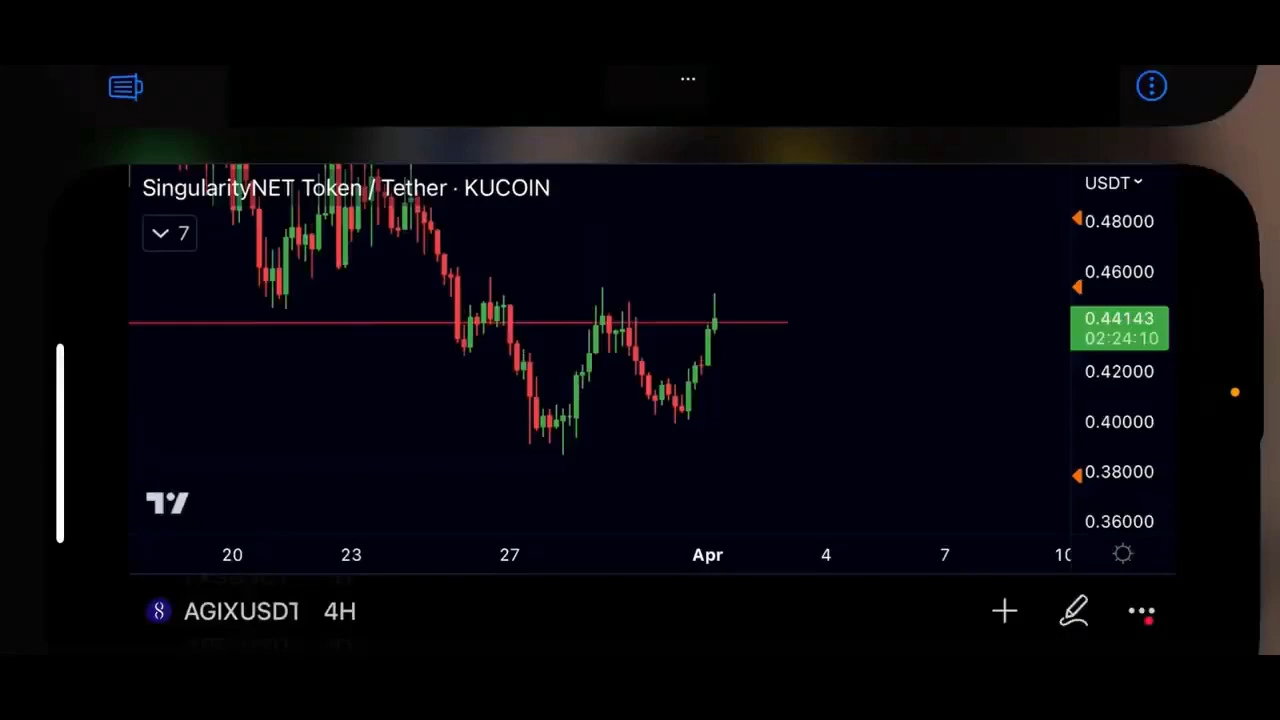 SingularityNET Token / Tether · KUCOIN
7
USDT
0.48000
0.46000
0.44143
02:24:10
0.42000
0.40000
0.38000
0.36000
20 23 27 Apr 4 7 10
AGIXUSDT 4H